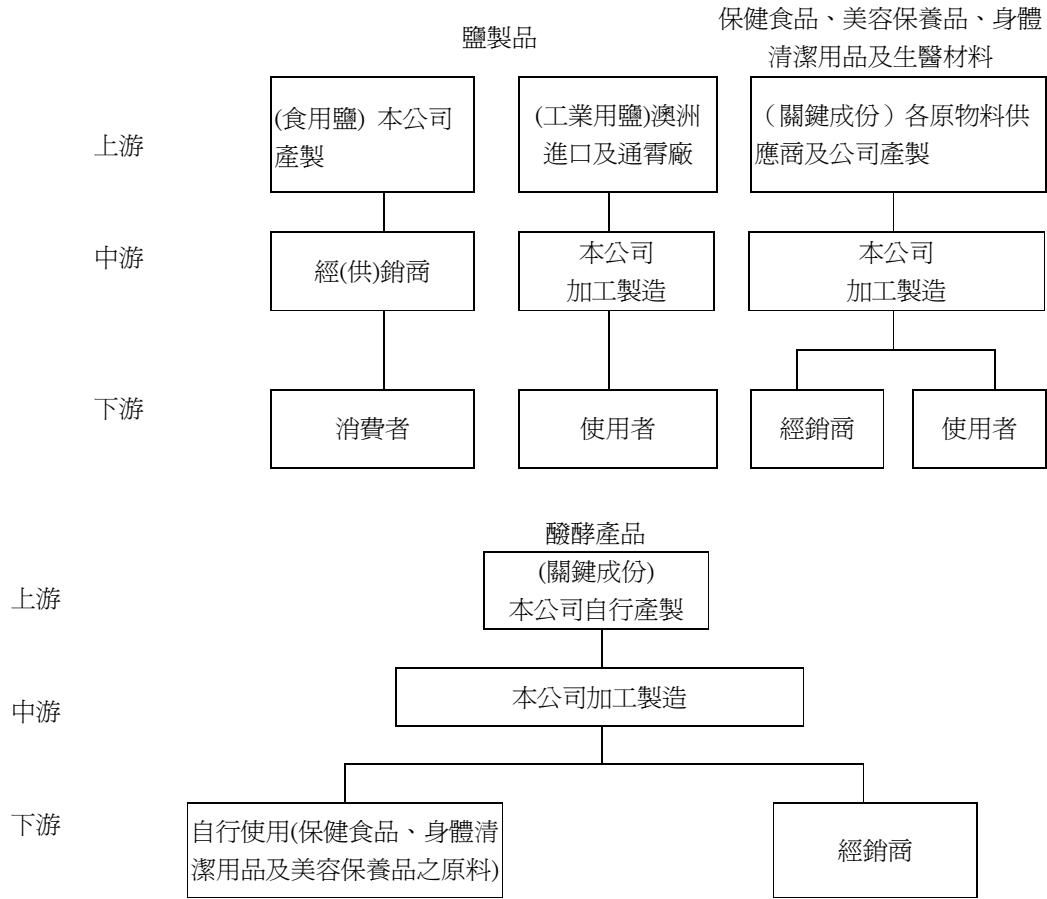 鹽製品
保健食品、美容保養品、身體
清潔用品及生醫材料
上游
(食用鹽) 本公司
產製
(工業用鹽)澳洲
進口及通霄廠
（關鍵成份）各原物料供
應商及公司產製
中游
經(供)銷商
本公司
加工製造
本公司
加工製造
下游
消費者
使用者
經銷商
使用者
醱酵產品
上游
(關鍵成份)
本公司自行產製
中游
本公司加工製造
下游
自行使用(保健食品、身體清
潔用品及美容保養品之原料)
經銷商